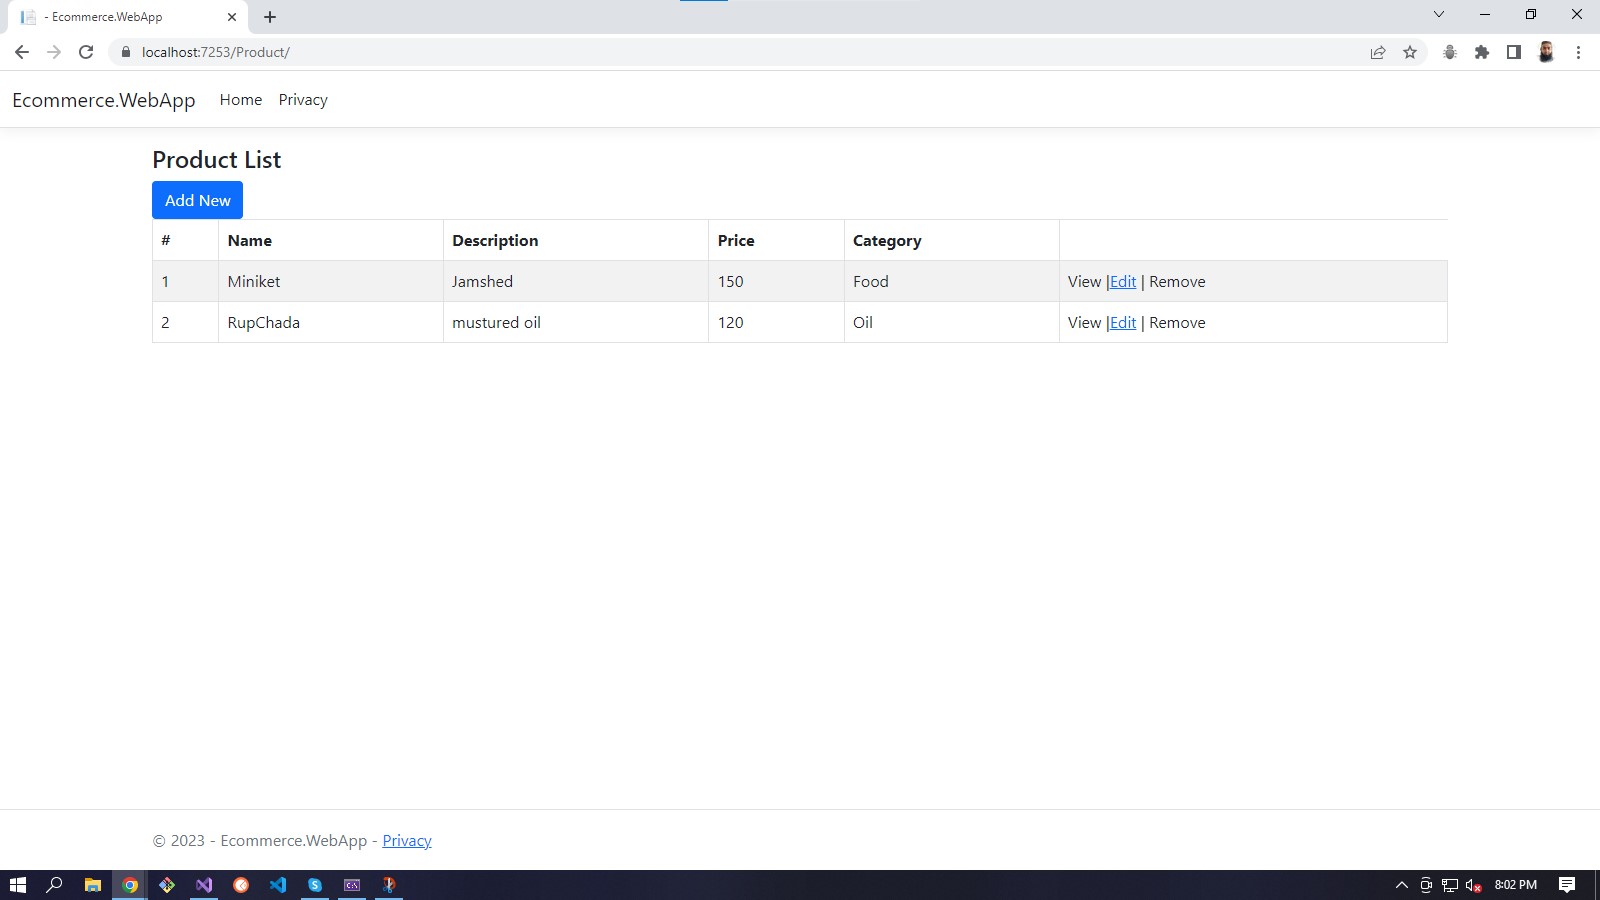 - Ecommerce.WebApp
localhost:7253/Product/
Ecommerce.WebApp Home Privacy
Product List
Add New
# Name Description Price Category
1 Miniket Jamshed 150 Food View |Edit | Remove
2 RupChada mustured oil 120 Oil View |Edit | Remove
© 2023 - Ecommerce.WebApp - Privacy
8:02 PM